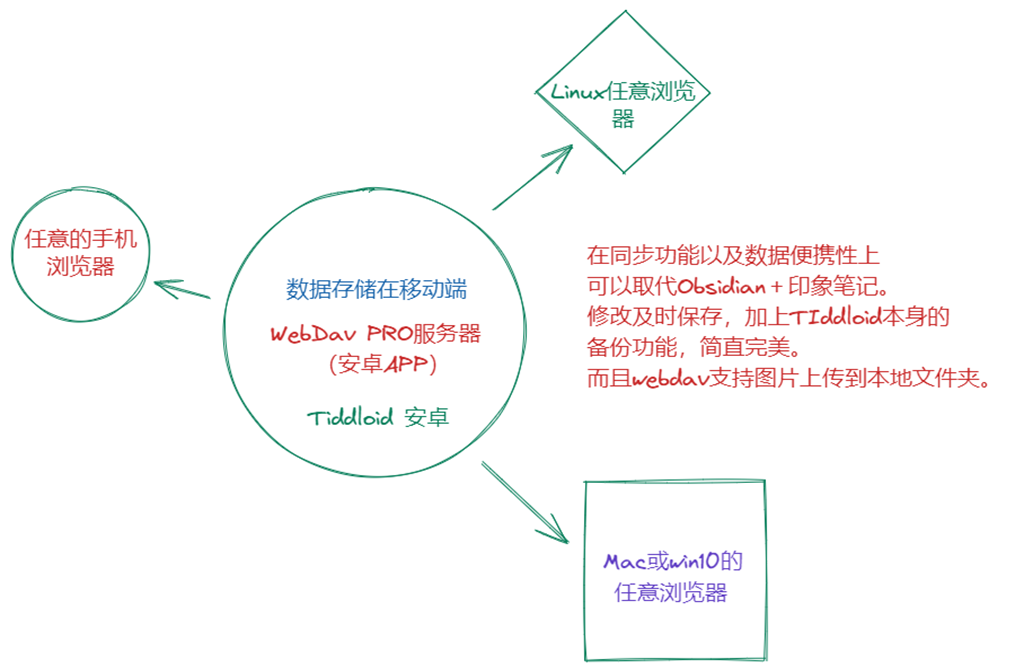 Linux任意浏览
器
任意的手机
浏览器
数据存储在移动端
WebDav PRO服务器
（安卓APP）
Tiddloid 安卓
在同步功能以及数据便携性上
可以取代Obsidian＋印象笔记。
修改及时保存，加上TIddloid本身的
备份功能，简直完美。
而且webdav支持图片上传到本地文件夹。
Mac或win10的
任意浏览器